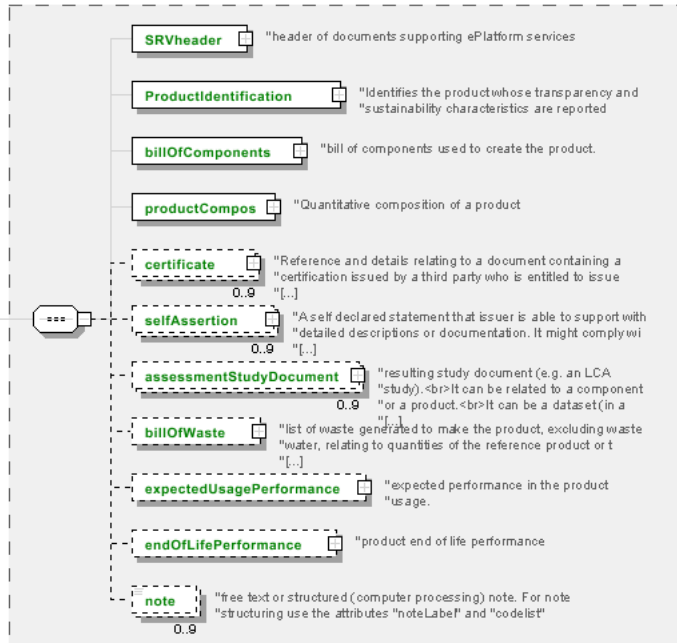 SRVheader
"header of documents supporting ePlatform services
ProductIdentification
"Identifies the product whose transparency and
"sustainability characteristics are reported
billOfComponents
"bill of components used to create the product.
productCompos
"Quantitative composition of a product
certificate
"Reference and details relating to a document containing a
"certification issued by a third party who is entitled to issue
"[...]
0..9
selfAssertion
"A self declared statement that issuer is able to support with
"detailed descriptions or documentation. It might comply wi
"[...]
0..9
assessmentStudyDocument
"resulting study document (e.g. an LCA
"study).<br>It can be related to a component
"or a product.<br>It can be a dataset (in a
"[...]
0..9
billOfWaste
"list of waste generated to make the product, excluding waste
"water, relating to quantities of the reference product or t
"[...]
expectedUsagePerformance
"expected performance in the product
"usage.
endOfLifePerformance
"product end of life performance
note
"free text or structured (computer processing) note. For note
"structuring use the attributes "noteLabel" and "codelist"
0..9